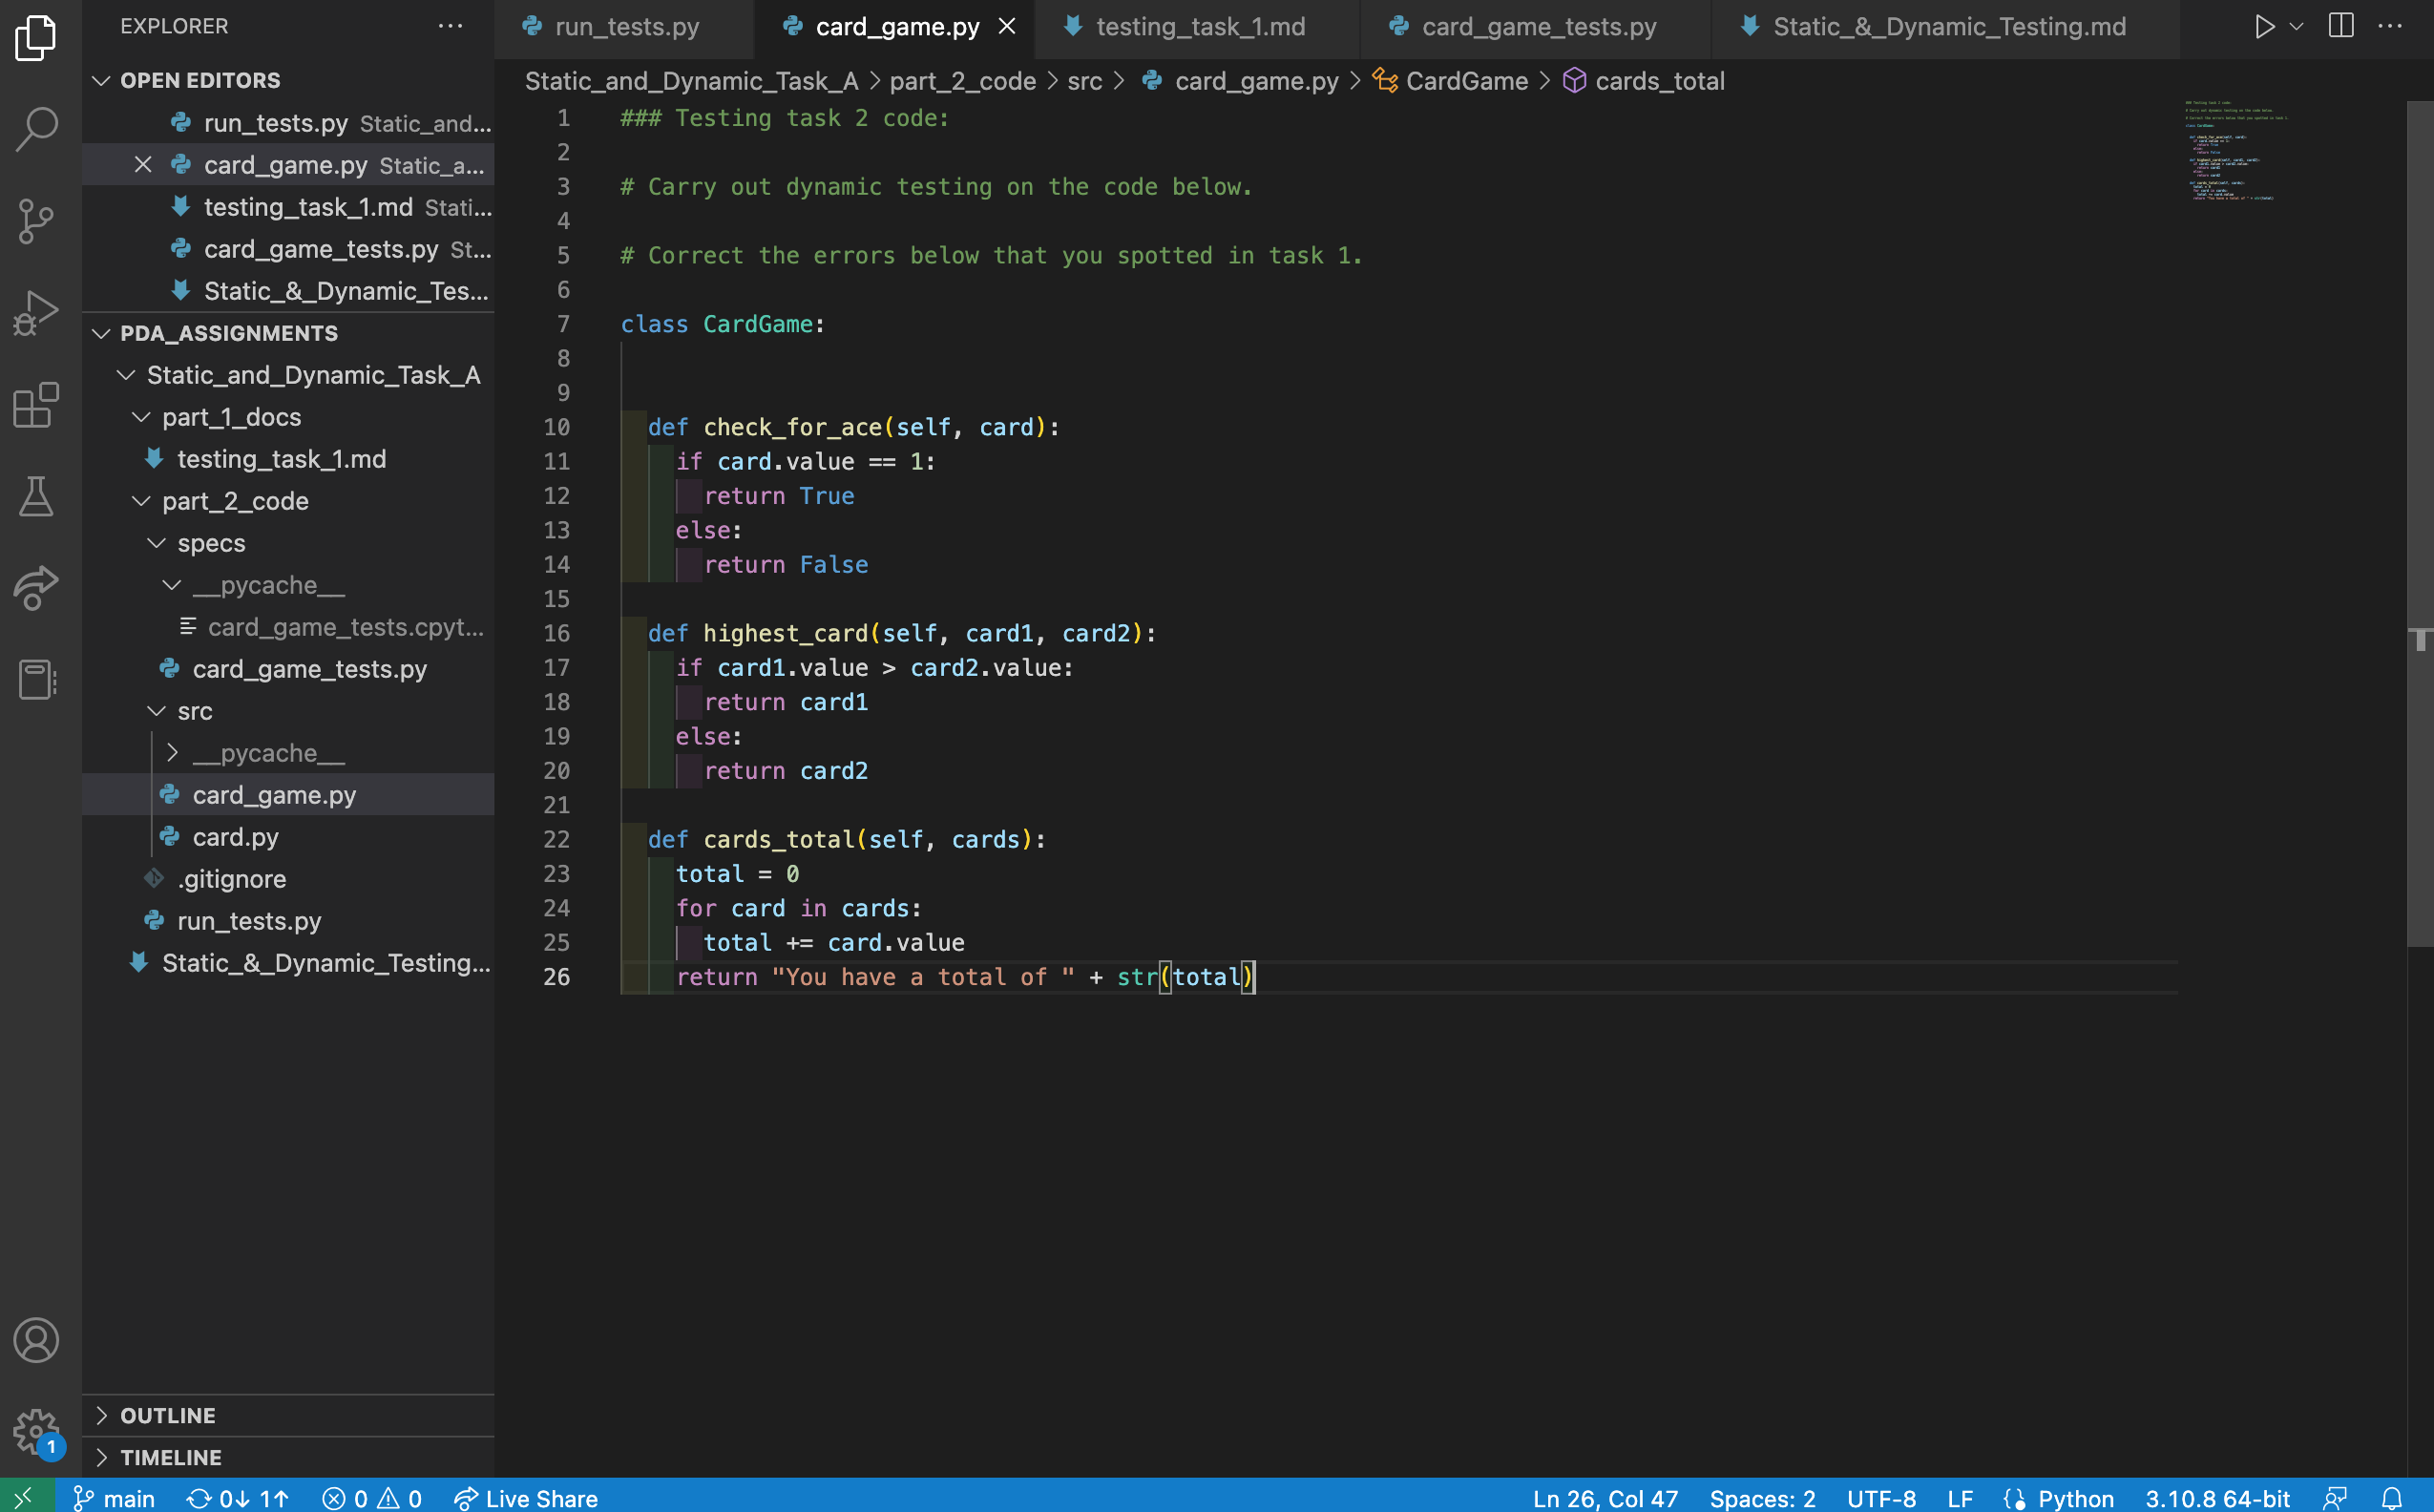 EXPLORER
OPEN EDITORS
run_tests.py Static_and...
card_game.py Static_a...
testing_task_1.md Stati...
card_game_tests.py St...
Static_&_Dynamic_Tes...
PDA_ASSIGNMENTS
Static_and_Dynamic_Task_A
part_1_docs
testing_task_1.md
part_2_code
specs
__pycache__
card_game_tests.cpyt...
card_game_tests.py
src
__pycache__
card_game.py
card.py
.gitignore
run_tests.py
Static_&_Dynamic_Testing...
OUTLINE
TIMELINE
1
run_tests.py card_game.py testing_task_1.md card_game_tests.py Static_&_Dynamic_Testing.md
Static_and_Dynamic_Task_A > part_2_code > src > card_game.py > CardGame > cards_total
1 ### Testing task 2 code:
2
3 # Carry out dynamic testing on the code below.
4
5 # Correct the errors below that you spotted in task 1.
6
7 class CardGame:
8
9
10 def check_for_ace(self, card):
11 if card.value == 1:
12 return True
13 else:
14 return False
15
16 def highest_card(self, card1, card2):
17 if card1.value > card2.value:
18 return card1
19 else:
20 return card2
21
22 def cards_total(self, cards):
23 total = 0
24 for card in cards:
25 total += card.value
26 return "You have a total of " + str(total)
main 0↓ 1↑ 0 0 Live Share Ln 26, Col 47 Spaces: 2 UTF-8 LF Python 3.10.8 64-bit